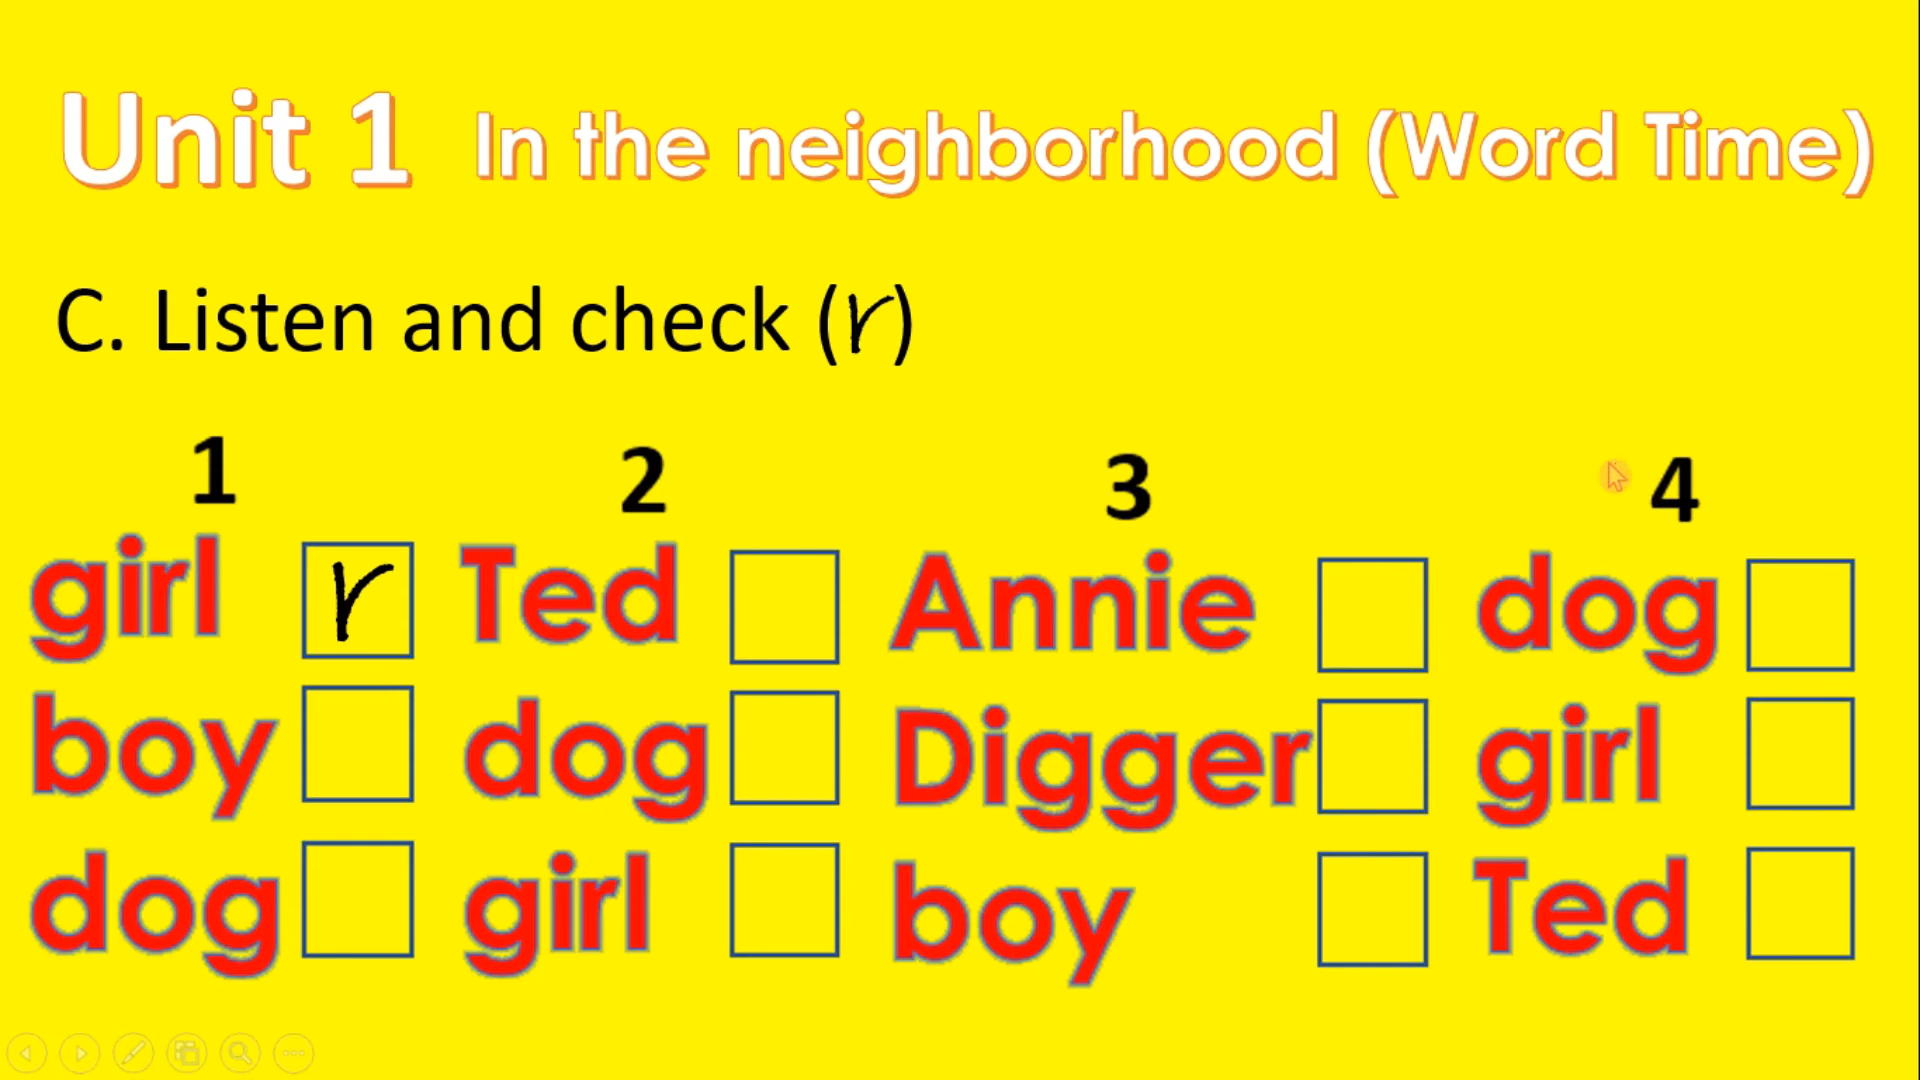 Unit 1 In the neighborhood (Word Time)
C. Listen and check (r)
1 2 3 4
girl r Ted Annie dog
boy dog Digger girl
dog girl boy Ted